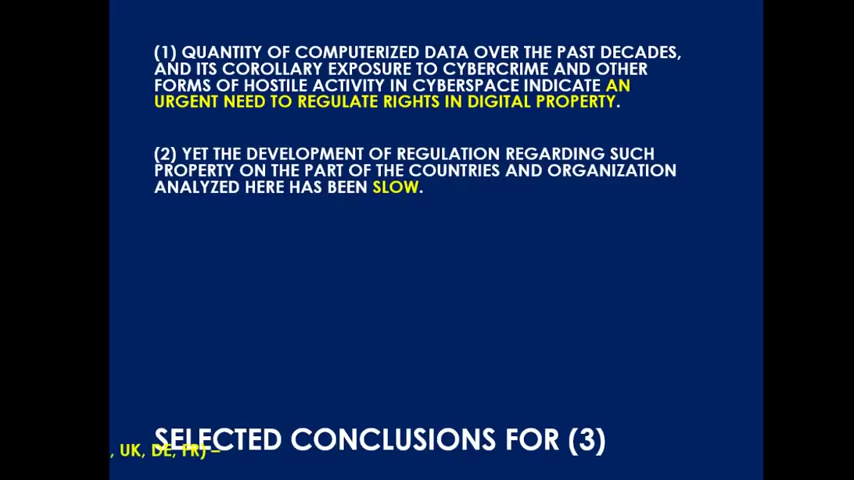 (1) QUANTITY OF COMPUTERIZED DATA OVER THE PAST DECADES,
AND ITS COROLLARY EXPOSURE TO CYBERCRIME AND OTHER
FORMS OF HOSTILE ACTIVITY IN CYBERSPACE INDICATE AN
URGENT NEED TO REGULATE RIGHTS IN DIGITAL PROPERTY.
(2) YET THE DEVELOPMENT OF REGULATION REGARDING SUCH
PROPERTY ON THE PART OF THE COUNTRIES AND ORGANIZATION
ANALYZED HERE HAS BEEN SLOW.
SELECTED CONCLUSIONS FOR (3)
, UK, DE, FR) –